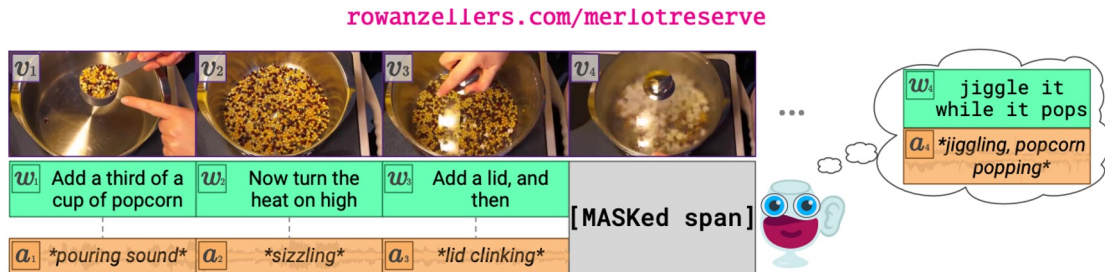 rowanzellers.com/merlotreserve
v₁
v₂
v₃
v₄
...
w₁ Add a third of a
cup of popcorn
w₂ Now turn the
heat on high
w₃ Add a lid, and
then
[MASKed span]
a₁ *pouring sound*
a₂ *sizzling*
a₃ *lid clinking*
w₄ jiggle it
while it pops
a₄ *jiggling, popcorn
popping*